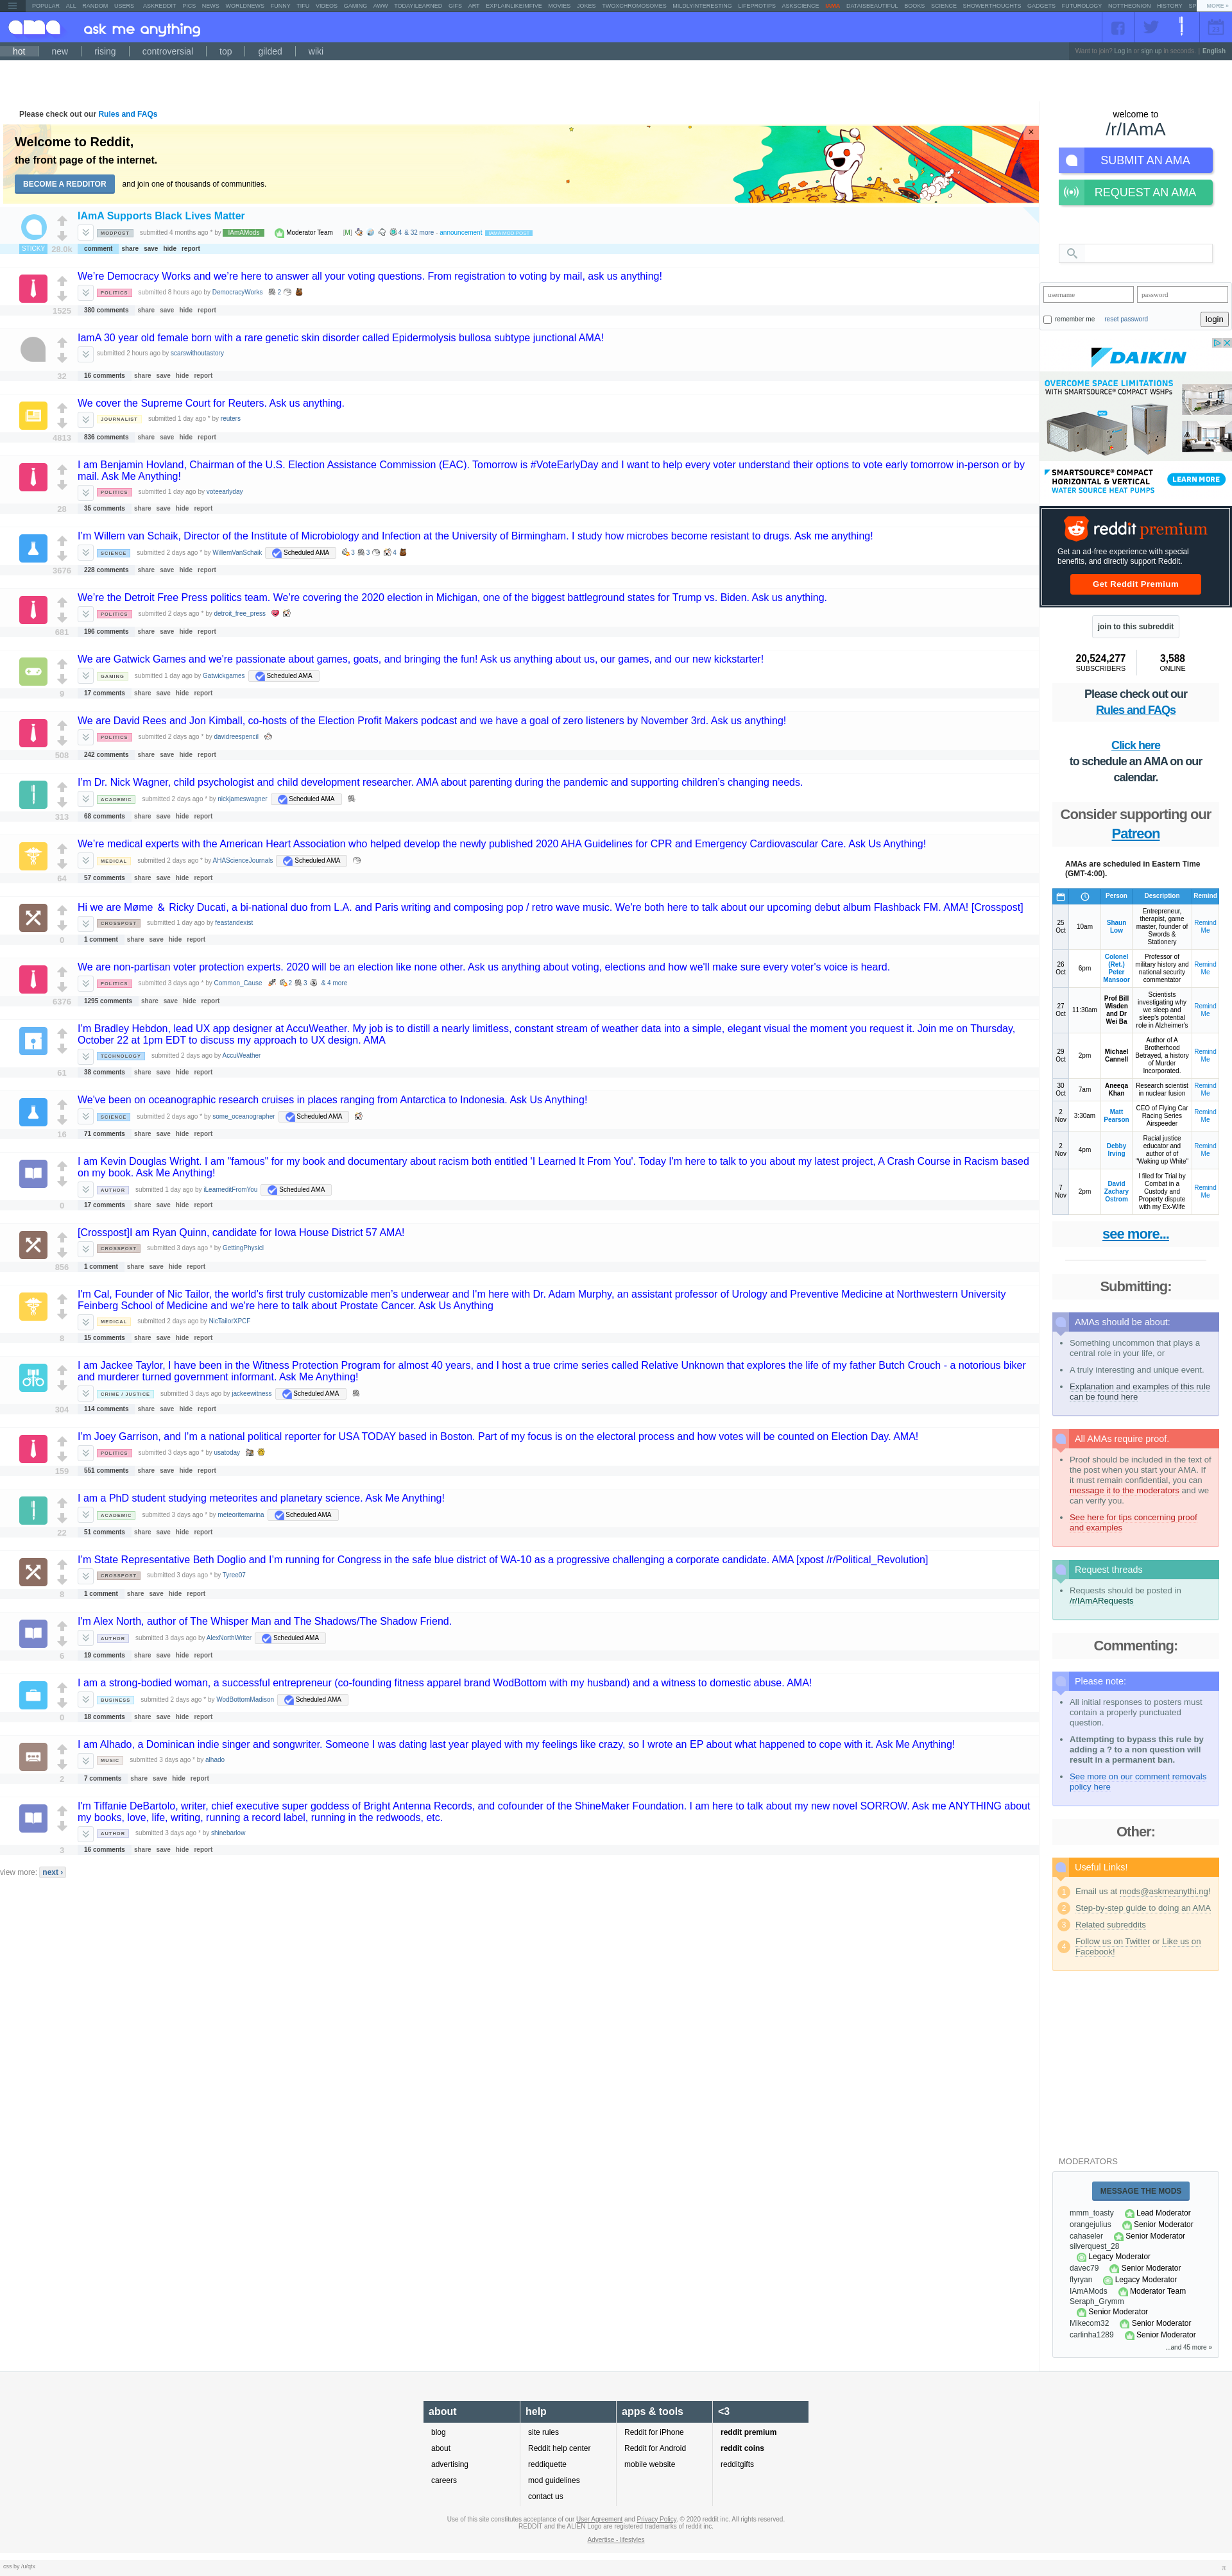 POPULAR ALL RANDOM USERS ASKREDDIT PICS NEWS WORLDNEWS FUNNY TIFU VIDEOS GAMING AWW TODAYILEARNED GIFS ART EXPLAINLIKEIMFIVE MOVIES JOKES TWOXCHROMOSOMES MILDLYINTERESTING LIFEPROTIPS ASKSCIENCE IAMA DATAISBEAUTIFUL BOOKS SCIENCE SHOWERTHOUGHTS GADGETS FUTUROLOGY NOTTHEONION HISTORY SP MORE »
ama ask me anything
hot new rising controversial top gilded wiki
Want to join? Log in or sign up in seconds. | English
Please check out our Rules and FAQs
Welcome to Reddit,
the front page of the internet.
BECOME A REDDITOR and join one of thousands of communities.
IAmA Supports Black Lives Matter
MODPOST submitted 4 months ago * by IAmAMods Moderator Team [M] 4 & 32 more - announcement
STICKY 28.0k comment share save hide report
We're Democracy Works and we're here to answer all your voting questions. From registration to voting by mail, ask us anything!
POLITICS submitted 8 hours ago by DemocracyWorks 2
1525 380 comments share save hide report
IamA 30 year old female born with a rare genetic skin disorder called Epidermolysis bullosa subtype junctional AMA!
submitted 2 hours ago by scarswithoutastory
32 16 comments share save hide report
We cover the Supreme Court for Reuters. Ask us anything.
JOURNALIST submitted 1 day ago * by reuters
4813 836 comments share save hide report
I am Benjamin Hovland, Chairman of the U.S. Election Assistance Commission (EAC). Tomorrow is #VoteEarlyDay and I want to help every voter understand their options to vote early tomorrow in-person or by
mail. Ask Me Anything!
POLITICS submitted 1 day ago by voteearlyday
28 35 comments share save hide report
I'm Willem van Schaik, Director of the Institute of Microbiology and Infection at the University of Birmingham. I study how microbes become resistant to drugs. Ask me anything!
SCIENCE submitted 2 days ago * by WillemVanSchaik Scheduled AMA 3 3 4
3676 228 comments share save hide report
We're the Detroit Free Press politics team. We're covering the 2020 election in Michigan, one of the biggest battleground states for Trump vs. Biden. Ask us anything.
POLITICS submitted 2 days ago * by detroit_free_press
681 196 comments share save hide report
We are Gatwick Games and we're passionate about games, goats, and bringing the fun! Ask us anything about us, our games, and our new kickstarter!
GAMING submitted 1 day ago by Gatwickgames Scheduled AMA
9 17 comments share save hide report
We are David Rees and Jon Kimball, co-hosts of the Election Profit Makers podcast and we have a goal of zero listeners by November 3rd. Ask us anything!
POLITICS submitted 2 days ago * by davidreespencil
508 242 comments share save hide report
I'm Dr. Nick Wagner, child psychologist and child development researcher. AMA about parenting during the pandemic and supporting children's changing needs.
ACADEMIC submitted 2 days ago * by nickjameswagner Scheduled AMA
313 68 comments share save hide report
We're medical experts with the American Heart Association who helped develop the newly published 2020 AHA Guidelines for CPR and Emergency Cardiovascular Care. Ask Us Anything!
MEDICAL submitted 2 days ago * by AHAScienceJournals Scheduled AMA
64 57 comments share save hide report
Hi we are Møme & Ricky Ducati, a bi-national duo from L.A. and Paris writing and composing pop / retro wave music. We're both here to talk about our upcoming debut album Flashback FM. AMA! [Crosspost]
CROSSPOST submitted 1 day ago by feastandexist
0 1 comment share save hide report
We are non-partisan voter protection experts. 2020 will be an election like none other. Ask us anything about voting, elections and how we'll make sure every voter's voice is heard.
POLITICS submitted 3 days ago * by Common_Cause 2 3 & 4 more
6376 1295 comments share save hide report
I'm Bradley Hebdon, lead UX app designer at AccuWeather. My job is to distill a nearly limitless, constant stream of weather data into a simple, elegant visual the moment you request it. Join me on Thursday,
October 22 at 1pm EDT to discuss my approach to UX design. AMA
TECHNOLOGY submitted 2 days ago by AccuWeather
61 38 comments share save hide report
We've been on oceanographic research cruises in places ranging from Antarctica to Indonesia. Ask Us Anything!
SCIENCE submitted 2 days ago * by some_oceanographer Scheduled AMA
16 71 comments share save hide report
I am Kevin Douglas Wright. I am "famous" for my book and documentary about racism both entitled 'I Learned It From You'. Today I'm here to talk to you about my latest project, A Crash Course in Racism based
on my book. Ask Me Anything!
AUTHOR submitted 1 day ago by iLearneditFromYou Scheduled AMA
0 17 comments share save hide report
[Crosspost]I am Ryan Quinn, candidate for Iowa House District 57 AMA!
CROSSPOST submitted 3 days ago * by GettingPhysicl
856 1 comment share save hide report
I'm Cal, Founder of Nic Tailor, the world's first truly customizable men's underwear and I'm here with Dr. Adam Murphy, an assistant professor of Urology and Preventive Medicine at Northwestern University
Feinberg School of Medicine and we're here to talk about Prostate Cancer. Ask Us Anything
MEDICAL submitted 2 days ago by NicTailorXPCF
8 15 comments share save hide report
I am Jackee Taylor, I have been in the Witness Protection Program for almost 40 years, and I host a true crime series called Relative Unknown that explores the life of my father Butch Crouch - a notorious biker
and murderer turned government informant. Ask Me Anything!
CRIME / JUSTICE submitted 3 days ago by jackeewitness Scheduled AMA
304 114 comments share save hide report
I'm Joey Garrison, and I'm a national political reporter for USA TODAY based in Boston. Part of my focus is on the electoral process and how votes will be counted on Election Day. AMA!
POLITICS submitted 3 days ago * by usatoday
159 551 comments share save hide report
I am a PhD student studying meteorites and planetary science. Ask Me Anything!
ACADEMIC submitted 3 days ago * by meteoritemarina Scheduled AMA
22 51 comments share save hide report
I'm State Representative Beth Doglio and I'm running for Congress in the safe blue district of WA-10 as a progressive challenging a corporate candidate. AMA [xpost /r/Political_Revolution]
CROSSPOST submitted 3 days ago * by Tyree07
8 1 comment share save hide report
I'm Alex North, author of The Whisper Man and The Shadows/The Shadow Friend.
AUTHOR submitted 3 days ago by AlexNorthWriter Scheduled AMA
6 19 comments share save hide report
I am a strong-bodied woman, a successful entrepreneur (co-founding fitness apparel brand WodBottom with my husband) and a witness to domestic abuse. AMA!
BUSINESS submitted 2 days ago * by WodBottomMadison Scheduled AMA
0 18 comments share save hide report
I am Alhado, a Dominican indie singer and songwriter. Someone I was dating last year played with my feelings like crazy, so I wrote an EP about what happened to cope with it. Ask Me Anything!
MUSIC submitted 3 days ago * by alhado
2 7 comments share save hide report
I'm Tiffanie DeBartolo, writer, chief executive super goddess of Bright Antenna Records, and cofounder of the ShineMaker Foundation. I am here to talk about my new novel SORROW. Ask me ANYTHING about
my books, love, life, writing, running a record label, running in the redwoods, etc.
AUTHOR submitted 3 days ago * by shinebarlow
3 16 comments share save hide report
view more: next ›
welcome to
/r/IAmA
SUBMIT AN AMA
REQUEST AN AMA
username password
remember me reset password login
DAIKIN
OVERCOME SPACE LIMITATIONS
WITH SMARTSOURCE® COMPACT WSHPs
SMARTSOURCE® COMPACT
HORIZONTAL & VERTICAL
WATER SOURCE HEAT PUMPS
LEARN MORE
reddit premium
Get an ad-free experience with special
benefits, and directly support Reddit.
Get Reddit Premium
join to this subreddit
20,524,277 3,588
SUBSCRIBERS ONLINE
Please check out our
Rules and FAQs
Click here
to schedule an AMA on our
calendar.
Consider supporting our
Patreon
AMAs are scheduled in Eastern Time
(GMT-4:00).
Person Description Remind
25 Oct 10am Shaun Low Entrepreneur, therapist, game master, founder of Swords & Stationery Remind Me
26 Oct 6pm Colonel (Ret.) Peter Mansoor Professor of military history and national security commentator Remind Me
27 Oct 11:30am Prof Bill Wisden and Dr Wei Ba Scientists investigating why we sleep and sleep's potential role in Alzheimer's Remind Me
29 Oct 2pm Michael Cannell Author of A Brotherhood Betrayed, a history of Murder Incorporated. Remind Me
30 Oct 7am Aneeqa Khan Research scientist in nuclear fusion Remind Me
2 Nov 3:30am Matt Pearson CEO of Flying Car Racing Series Airspeeder Remind Me
2 Nov 4pm Debby Irving Racial justice educator and author of of "Waking up White" Remind Me
7 Nov 2pm David Zachary Ostrom I filed for Trial by Combat in a Custody and Property dispute with my Ex-Wife Remind Me
see more...
Submitting:
AMAs should be about:
Something uncommon that plays a
central role in your life, or
A truly interesting and unique event.
Explanation and examples of this rule
can be found here
All AMAs require proof.
Proof should be included in the text of
the post when you start your AMA. If
it must remain confidential, you can
message it to the moderators and we
can verify you.
See here for tips concerning proof
and examples
Request threads
Requests should be posted in
/r/IAmARequests
Commenting:
Please note:
All initial responses to posters must
contain a properly punctuated
question.
Attempting to bypass this rule by
adding a ? to a non question will
result in a permanent ban.
See more on our comment removals
policy here
Other:
Useful Links!
1 Email us at mods@askmeanythi.ng!
2 Step-by-step guide to doing an AMA
3 Related subreddits
4 Follow us on Twitter or Like us on
Facebook!
MODERATORS
MESSAGE THE MODS
mmm_toasty Lead Moderator
orangejulius Senior Moderator
cahaseler Senior Moderator
silverquest_28
Legacy Moderator
davec79 Senior Moderator
flyryan Legacy Moderator
IAmAMods Moderator Team
Seraph_Grymm
Senior Moderator
Mikecom32 Senior Moderator
carlinha1289 Senior Moderator
...and 45 more »
about help apps & tools <3
blog site rules Reddit for iPhone reddit premium
about Reddit help center Reddit for Android reddit coins
advertising reddiquette mobile website redditgifts
careers mod guidelines
contact us
Use of this site constitutes acceptance of our User Agreement and Privacy Policy. © 2020 reddit inc. All rights reserved.
REDDIT and the ALIEN Logo are registered trademarks of reddit inc.
Advertise - lifestyles
css by /u/qtx